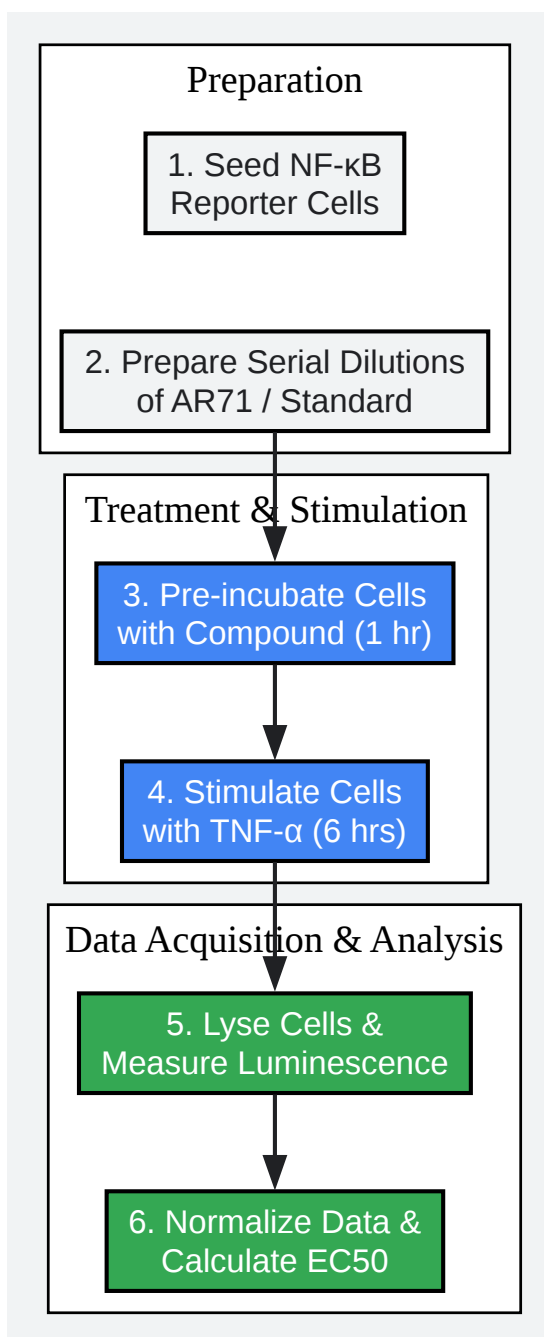 Preparation
1. Seed NF-κB
Reporter Cells
2. Prepare Serial Dilutions
of AR71 / Standard
Treatment & Stimulation
3. Pre-incubate Cells
with Compound (1 hr)
4. Stimulate Cells
with TNF-α (6 hrs)
Data Acquisition & Analysis
5. Lyse Cells &
Measure Luminescence
6. Normalize Data &
Calculate EC50